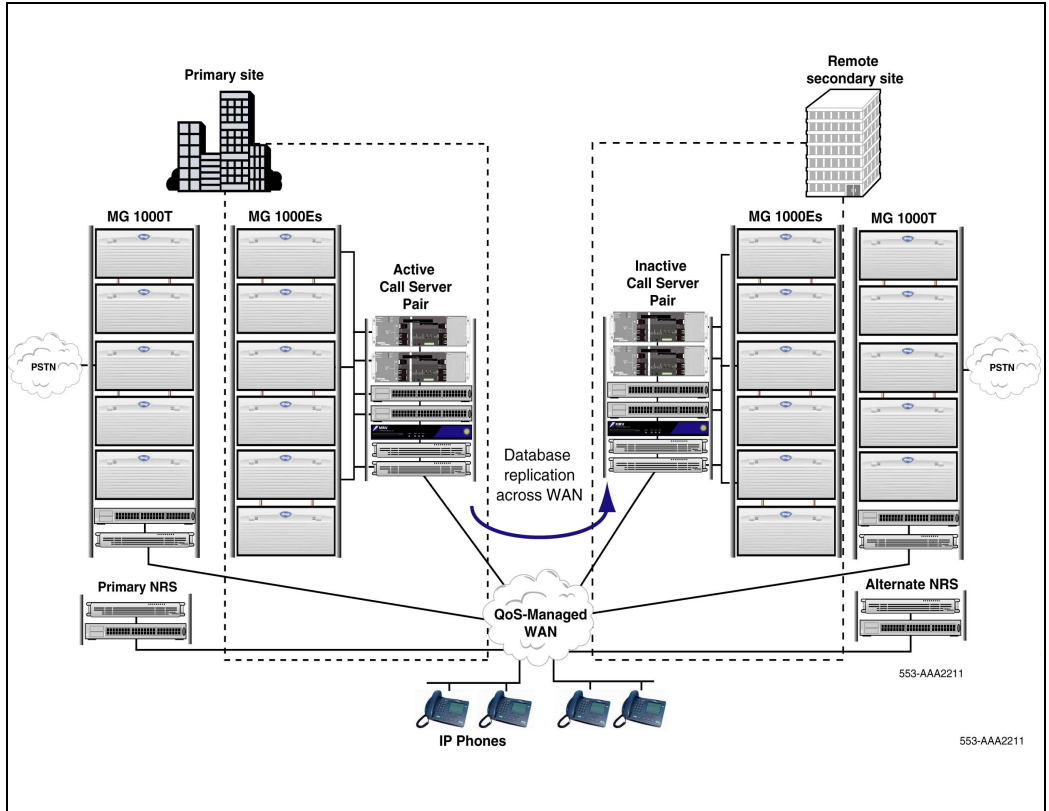 Primary site
Remote
secondary site
MG 1000T
MG 1000Es
Active
Call Server
Pair
Inactive
Call Server
Pair
MG 1000Es
MG 1000T
PSTN
PSTN
Database
replication
across WAN
Primary NRS
QoS-Managed
WAN
Alternate NRS
553-AAA2211
IP Phones
553-AAA2211